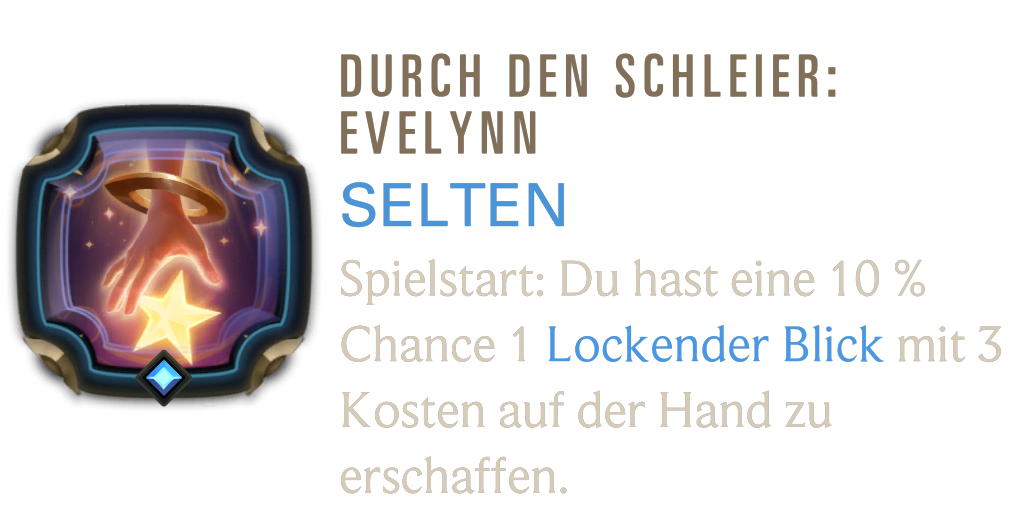 DURCH DEN SCHLEIER:
EVELYNN
SELTEN
Spielstart: Du hast eine 10 %
Chance 1 Lockender Blick mit 3
Kosten auf der Hand zu
erschaffen.